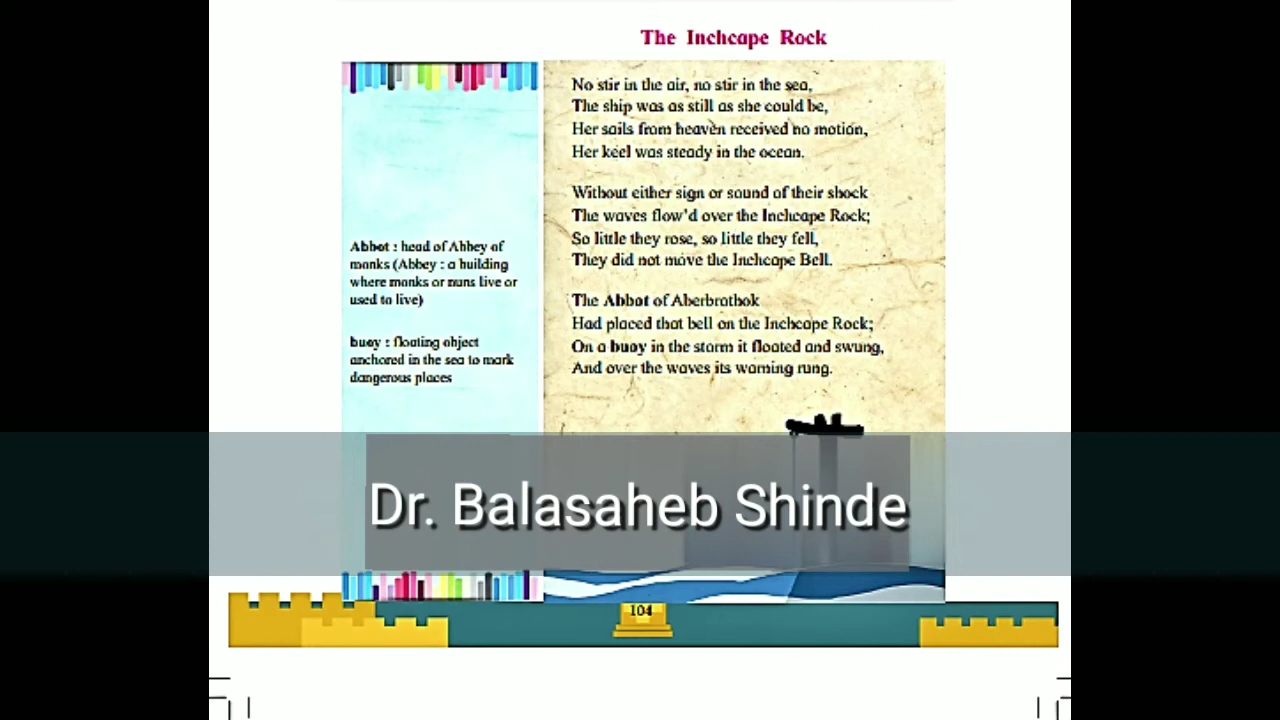 The Inchcape Rock
No stir in the air, no stir in the sea,
The ship was as still as she could be,
Her sails from heaven received no motion,
Her keel was steady in the ocean.
Without either sign or sound of their shock
The waves flow'd over the Inchcape Rock;
So little they rose, so little they fell,
They did not move the Inchcape Bell.
The Abbot of Aberbrothok
Had placed that bell on the Inchcape Rock;
On a buoy in the storm it floated and swung,
And over the waves its warning rung.
Abbot : head of Abbey of
monks (Abbey : a building
where monks or nuns live or
used to live)
buoy : floating object
anchored in the sea to mark
dangerous places
Dr. Balasaheb Shinde
104